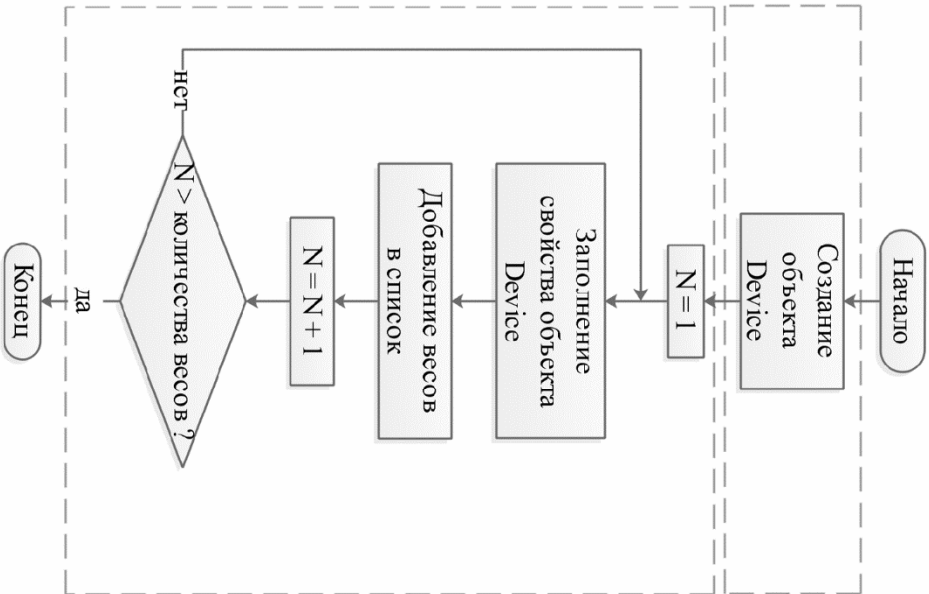 Начало
Создание
объекта
Device
N = 1
Заполнение
свойства объекта
Device
Добавление весов
в список
N = N + 1
N > количества весов ?
нет
да
Конец